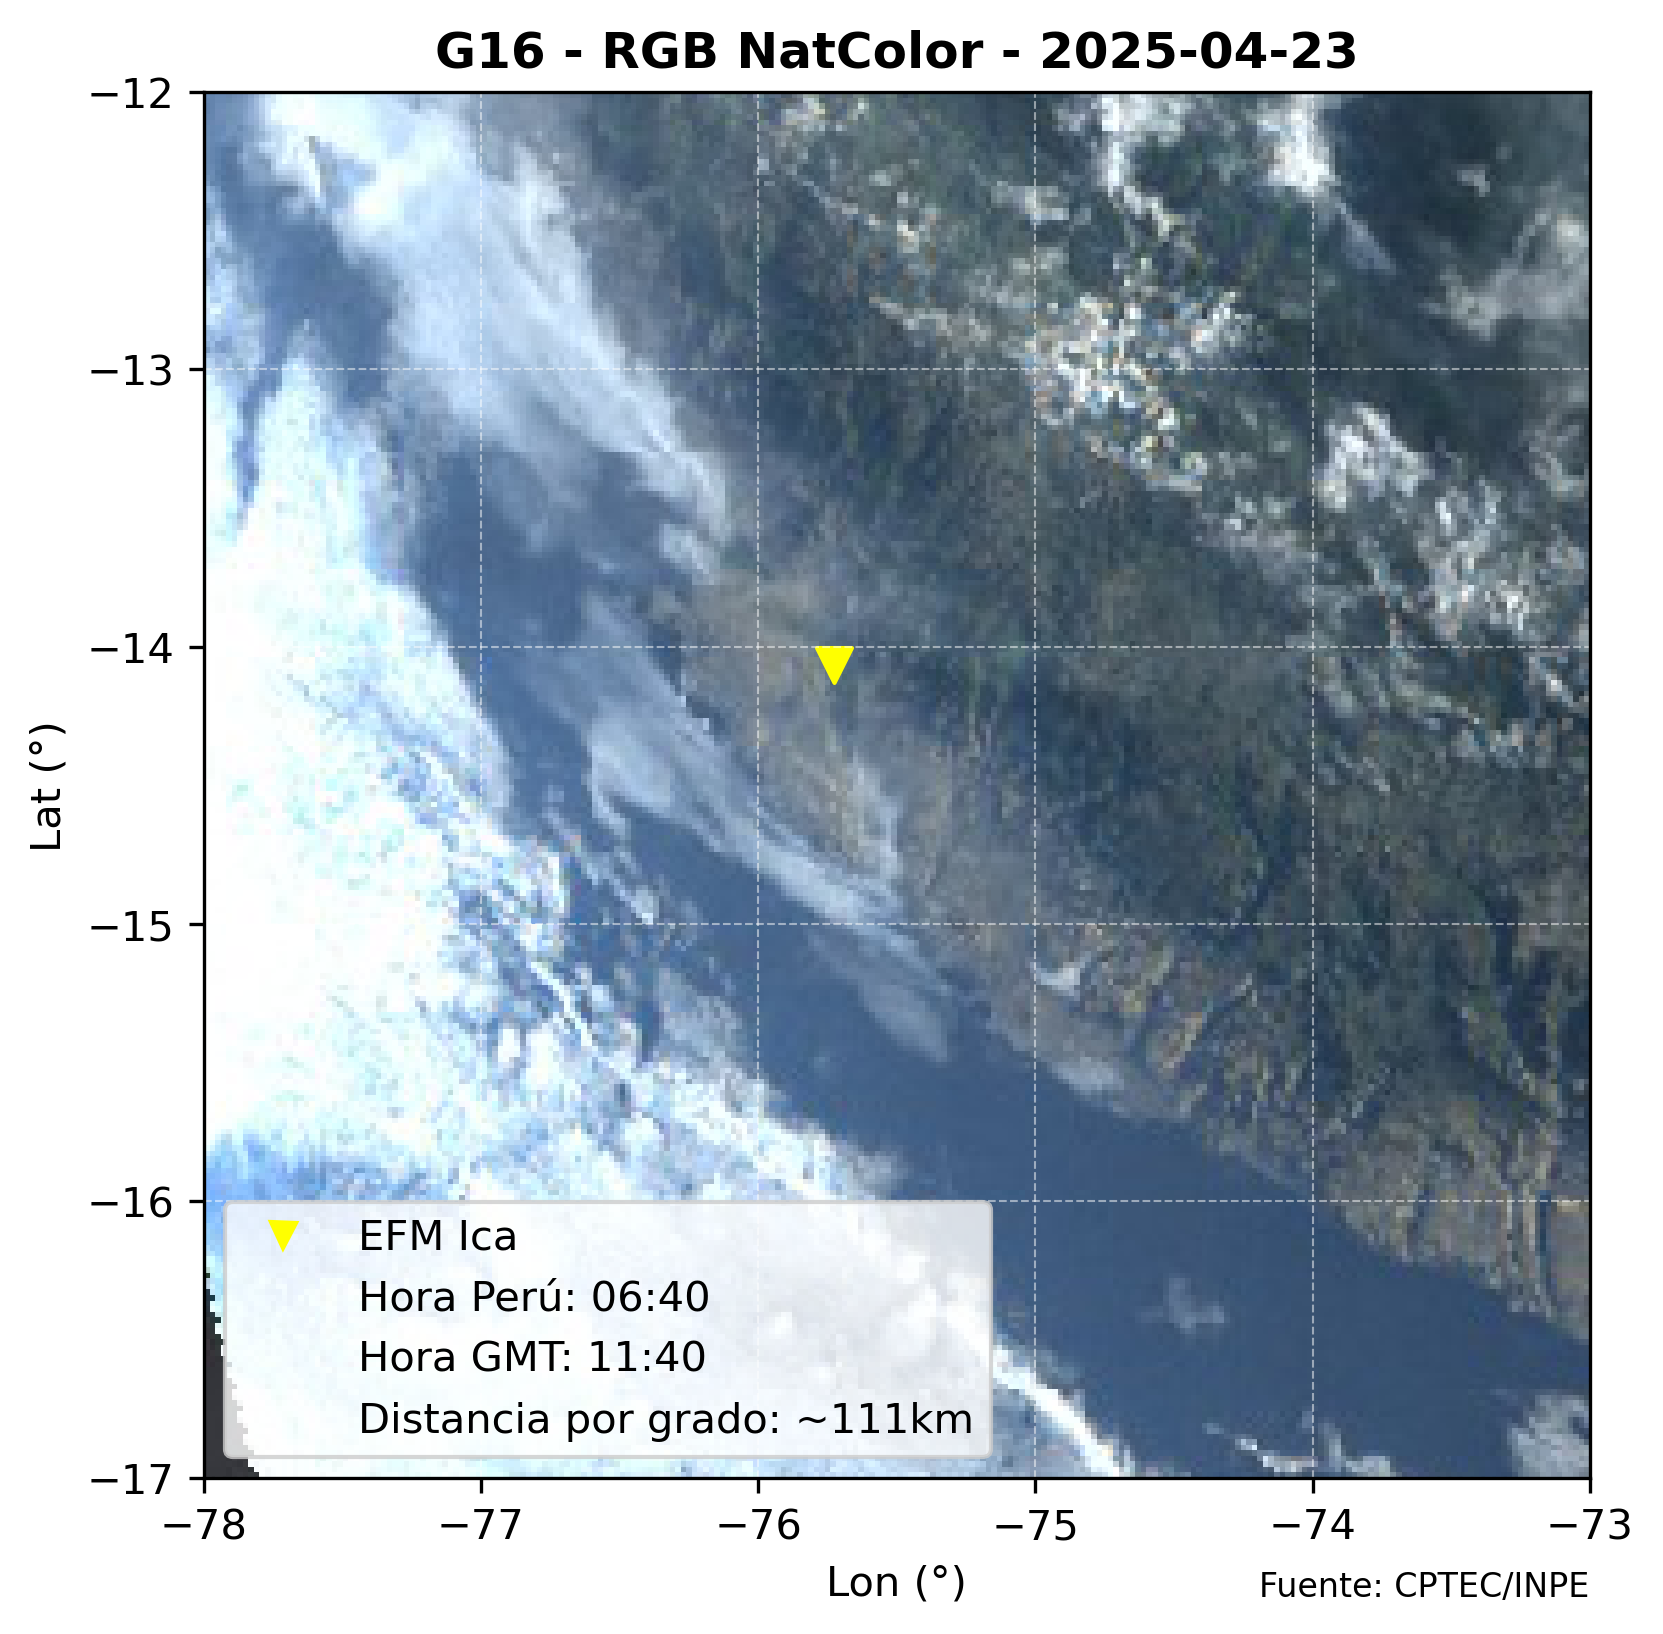 G16 - RGB NatColor - 2025-04-23
−12
−13
−14
−15
−16
−17
Lat (°)
EFM Ica
Hora Perú: 06:40
Hora GMT: 11:40
Distancia por grado: ~111km
−78
−77
−76
−75
−74
−73
Lon (°)
Fuente: CPTEC/INPE